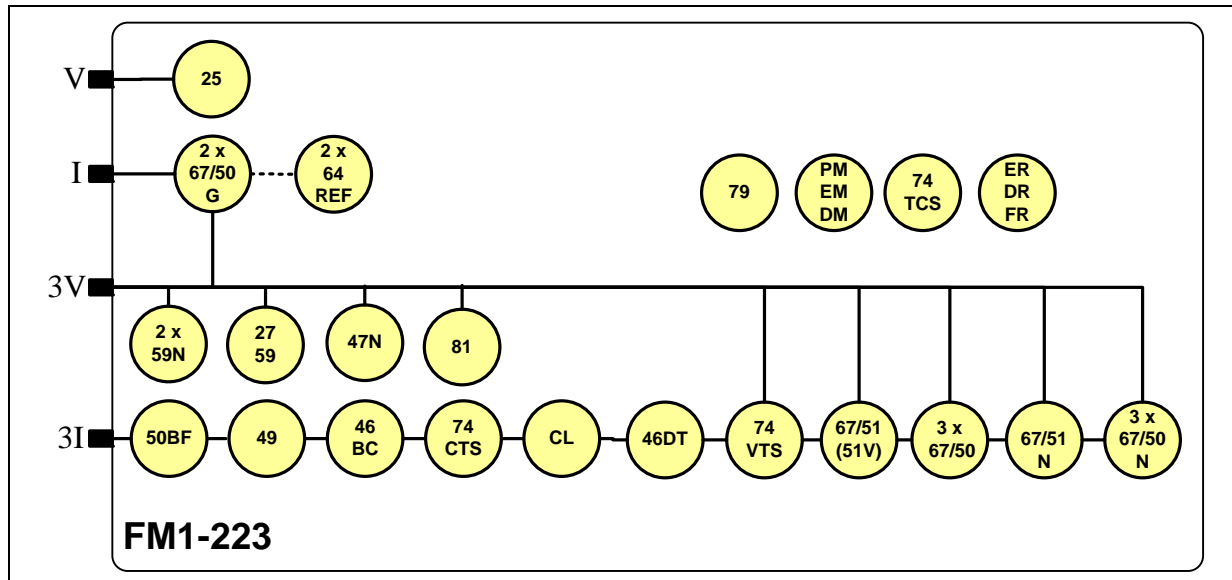 V
25
I
2 x
67/50
G
2 x
64
REF
79
PM
EM
DM
74
TCS
ER
DR
FR
3V
2 x
59N
27
59
47N
81
3I
50BF
49
46
BC
74
CTS
CL
46DT
74
VTS
67/51
(51V)
3 x
67/50
67/51
N
3 x
67/50
N
FM1-223